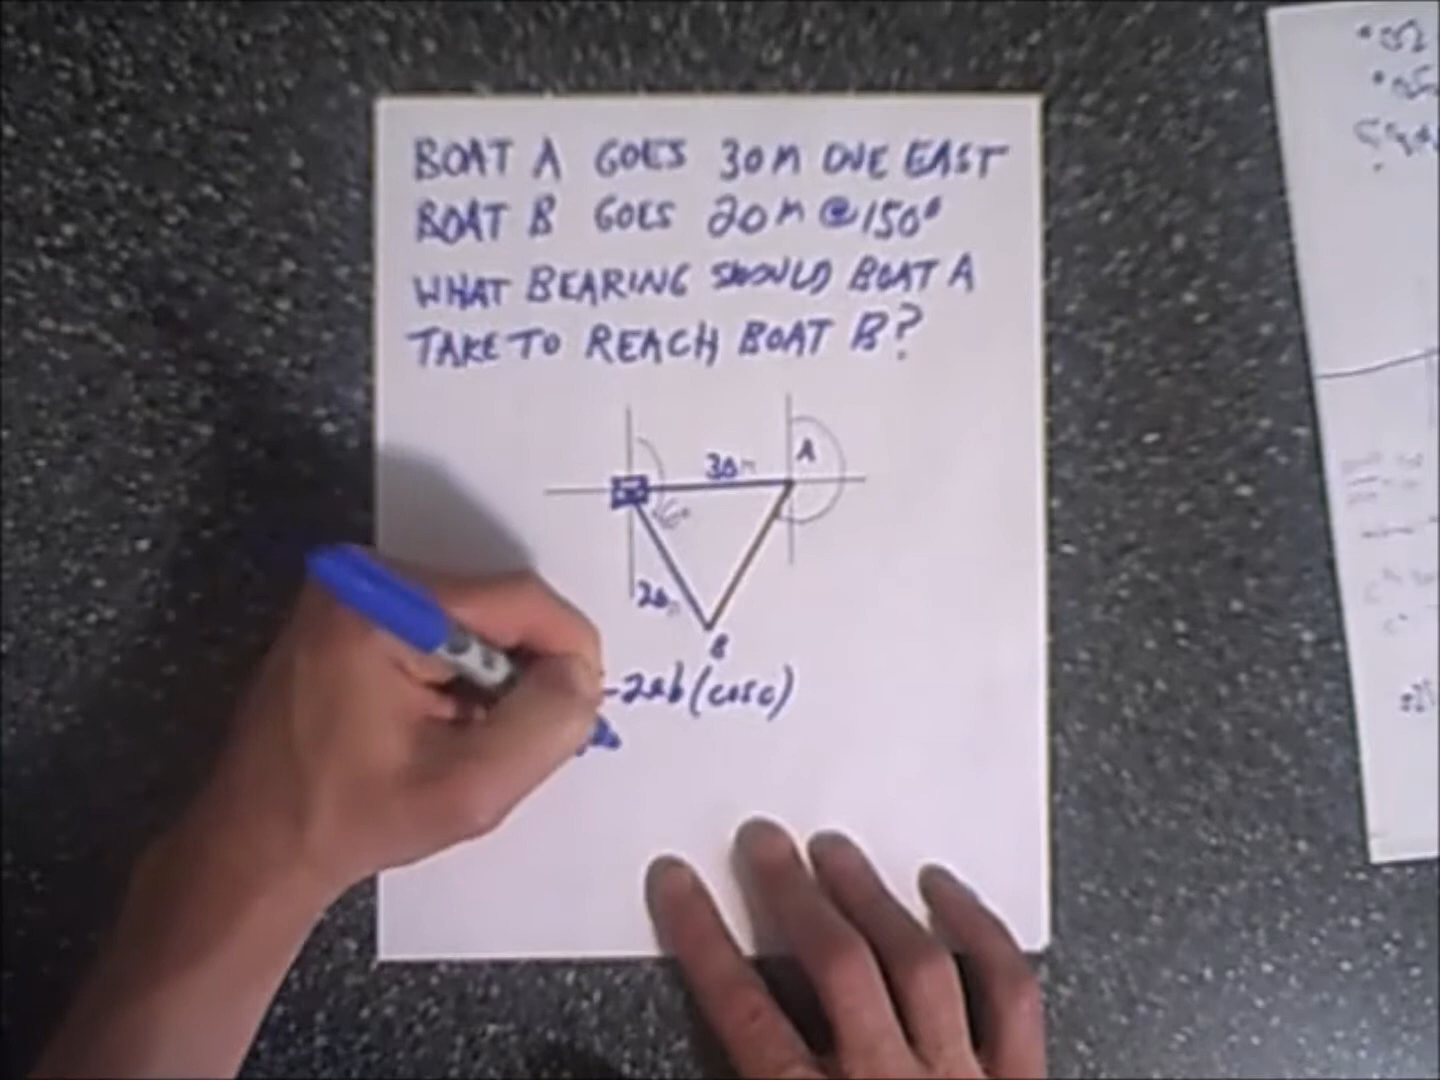 BOAT A GOES 30m DUE EAST
BOAT B GOES 20m @ 150°
WHAT BEARING SHOULD BOAT A
TAKE TO REACH BOAT B?
A
30m
60°
20m
B
-2ab(cosc)